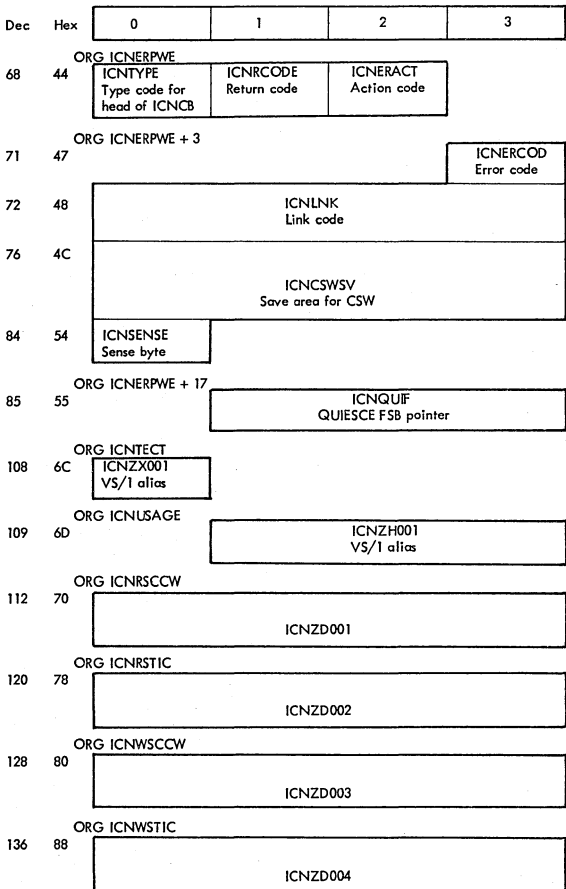 Dec Hex 0 1 2 3
ORG ICNERPWE
68 44 ICNTYPE ICNRCODE ICNERACT
Type code for Return code Action code
head of ICNCB
ORG ICNERPWE + 3
71 47 ICNERCOD
Error code
72 48 ICNLNK
Link code
76 4C
ICNCSWSV
Save area for CSW
84 54 ICNSENSE
Sense byte
ORG ICNERPWE + 17
85 55 ICNQUIF
QUIESCE FSB pointer
ORG ICNTECT
108 6C ICNZX001
VS/1 alias
ORG ICNUSAGE
109 6D ICNZH001
VS/1 alias
ORG ICNRSCCW
112 70
ICNZD001
ORG ICNRSTIC
120 78
ICNZD002
ORG ICNWSCCW
128 80
ICNZD003
ORG ICNWSTIC
136 88
ICNZD004